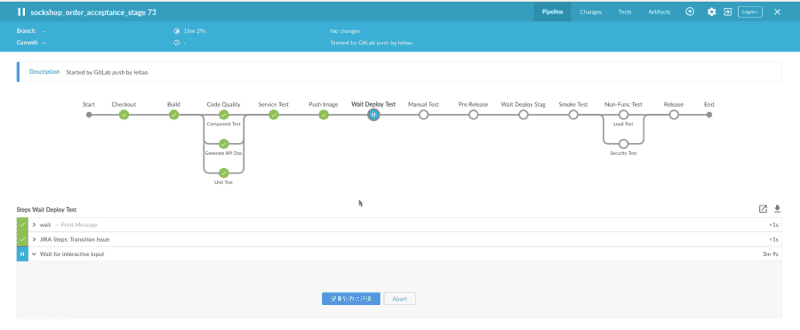 sockshop_order_acceptance_stage 73
Pipeline Changes Tests Artifacts Logout
Branch: – 18m 29s No changes
Commit: – - Started by GitLab push by leitao
Description Started by GitLab push by leitao
Start Checkout Build Code Quality Service Test Push Image Wait Deploy Test Manual Test Pre Release Wait Deploy Stag Smoke Test Non-Func Test Release End
Component Test Load Test
Generate API Doc Security Test
Unit Test
Steps Wait Deploy Test
wait — Print Message <1s
JIRA Steps: Transition Issue <1s
Wait for interactive input 3m 9s
Abort